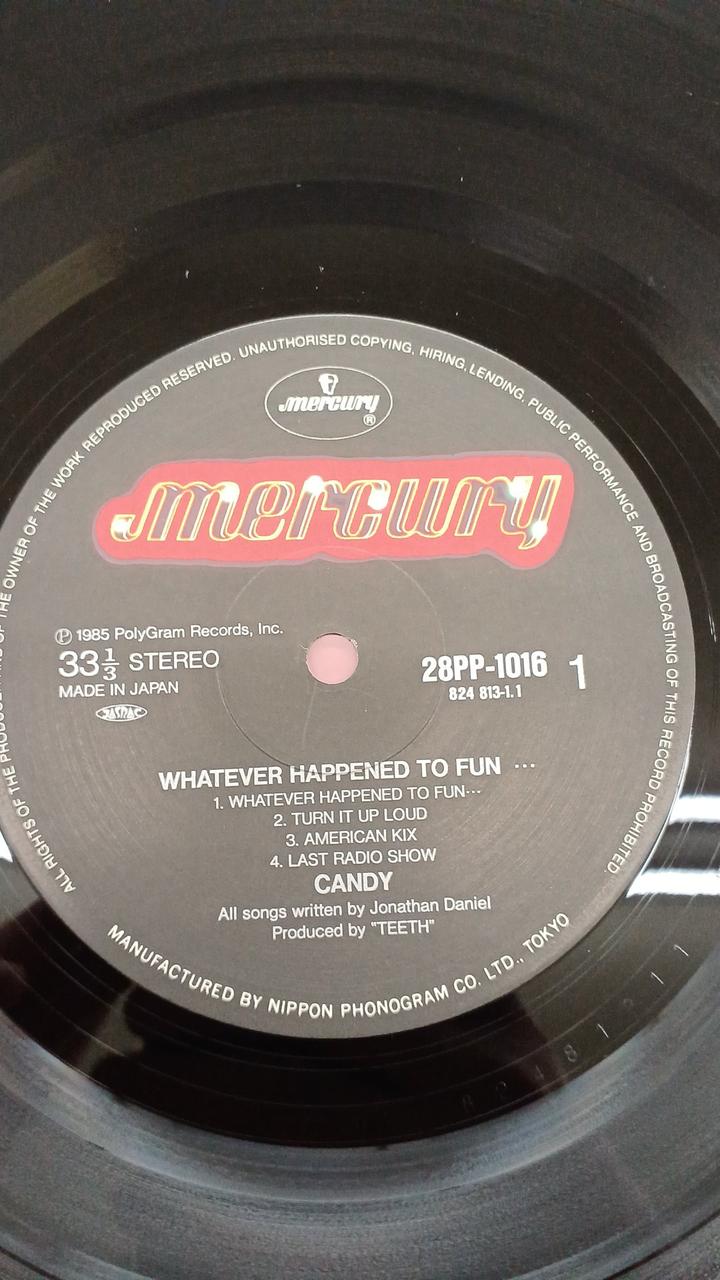 ALL RIGHTS OF THE PRODUCER AND OF THE OWNER OF THE WORK REPRODUCED RESERVED. UNAUTHORISED COPYING, HIRING, LENDING, PUBLIC PERFORMANCE AND BROADCASTING OF THIS RECORD PROHIBITED.
mercury ®
mercury
℗ 1985 PolyGram Records, Inc.
33 1/3 STEREO
MADE IN JAPAN
JASRAC
28PP-1016 1
824 813-1.1
WHATEVER HAPPENED TO FUN ···
1. WHATEVER HAPPENED TO FUN···
2. TURN IT UP LOUD
3. AMERICAN KIX
4. LAST RADIO SHOW
CANDY
All songs written by Jonathan Daniel
Produced by "TEETH"
MANUFACTURED BY NIPPON PHONOGRAM CO. LTD., TOKYO